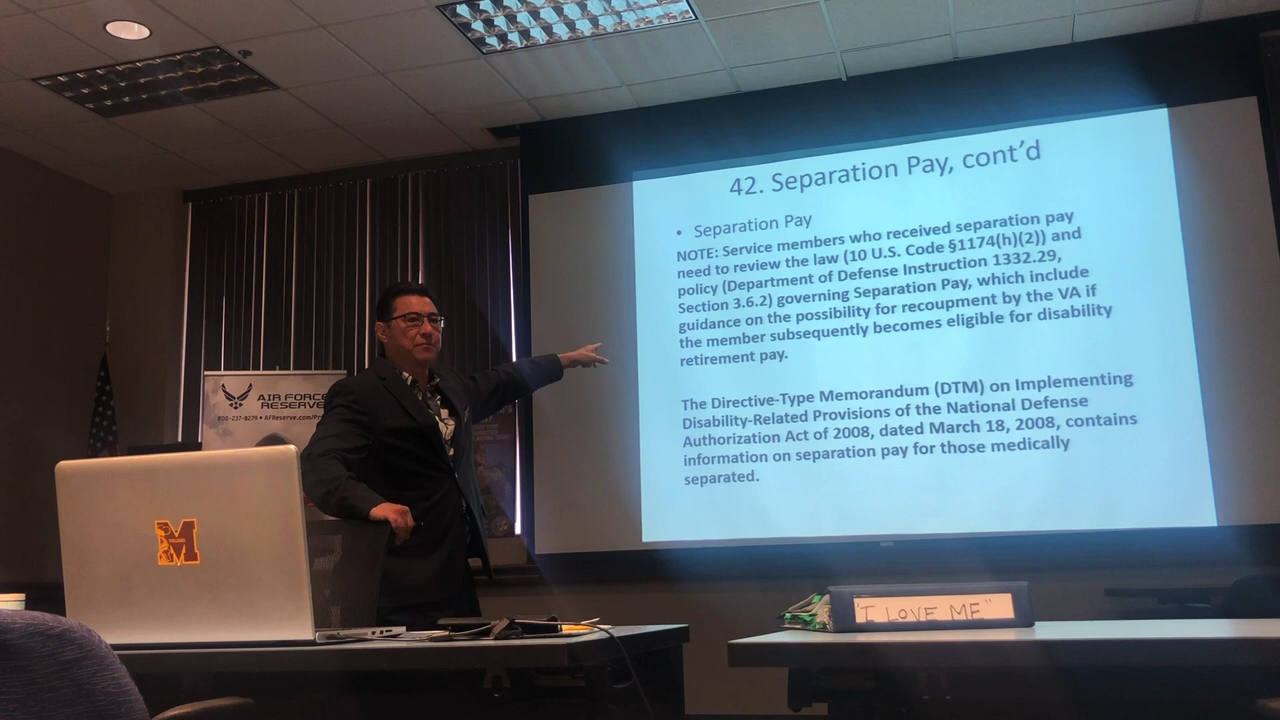 42. Separation Pay, cont'd
• Separation Pay
NOTE: Service members who received separation pay
need to review the law (10 U.S. Code §1174(h)(2)) and
policy (Department of Defense Instruction 1332.29,
Section 3.6.2) governing Separation Pay, which include
guidance on the possibility for recoupment by the VA if
the member subsequently becomes eligible for disability
retirement pay.
The Directive-Type Memorandum (DTM) on Implementing
Disability-Related Provisions of the National Defense
Authorization Act of 2008, dated March 18, 2008, contains
information on separation pay for those medically
separated.
AIR FORCE
RESERVE
800-257-8279 • AFReserve.com/Pr
M
"I LOVE ME"